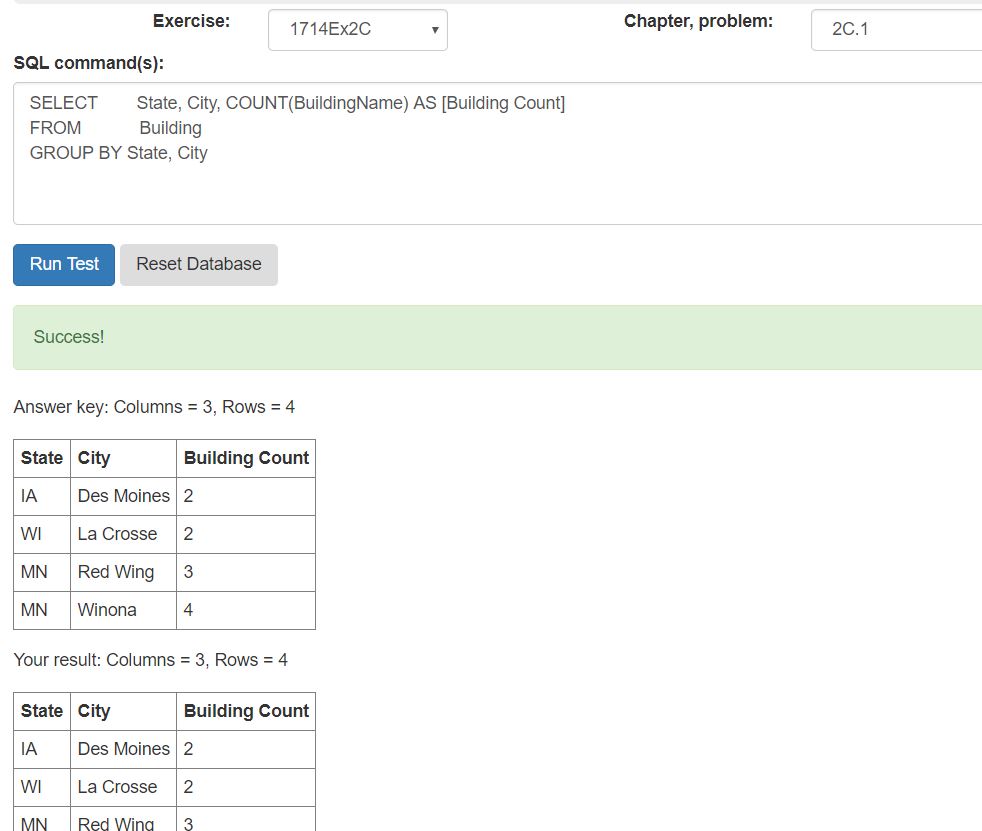 Exercise: 1714Ex2C Chapter, problem: 2C.1
SQL command(s):
SELECT State, City, COUNT(BuildingName) AS [Building Count]
FROM Building
GROUP BY State, City
Run Test Reset Database
Success!
Answer key: Columns = 3, Rows = 4
State City Building Count
IA Des Moines 2
WI La Crosse 2
MN Red Wing 3
MN Winona 4
Your result: Columns = 3, Rows = 4
State City Building Count
IA Des Moines 2
WI La Crosse 2
MN Red Wing 3